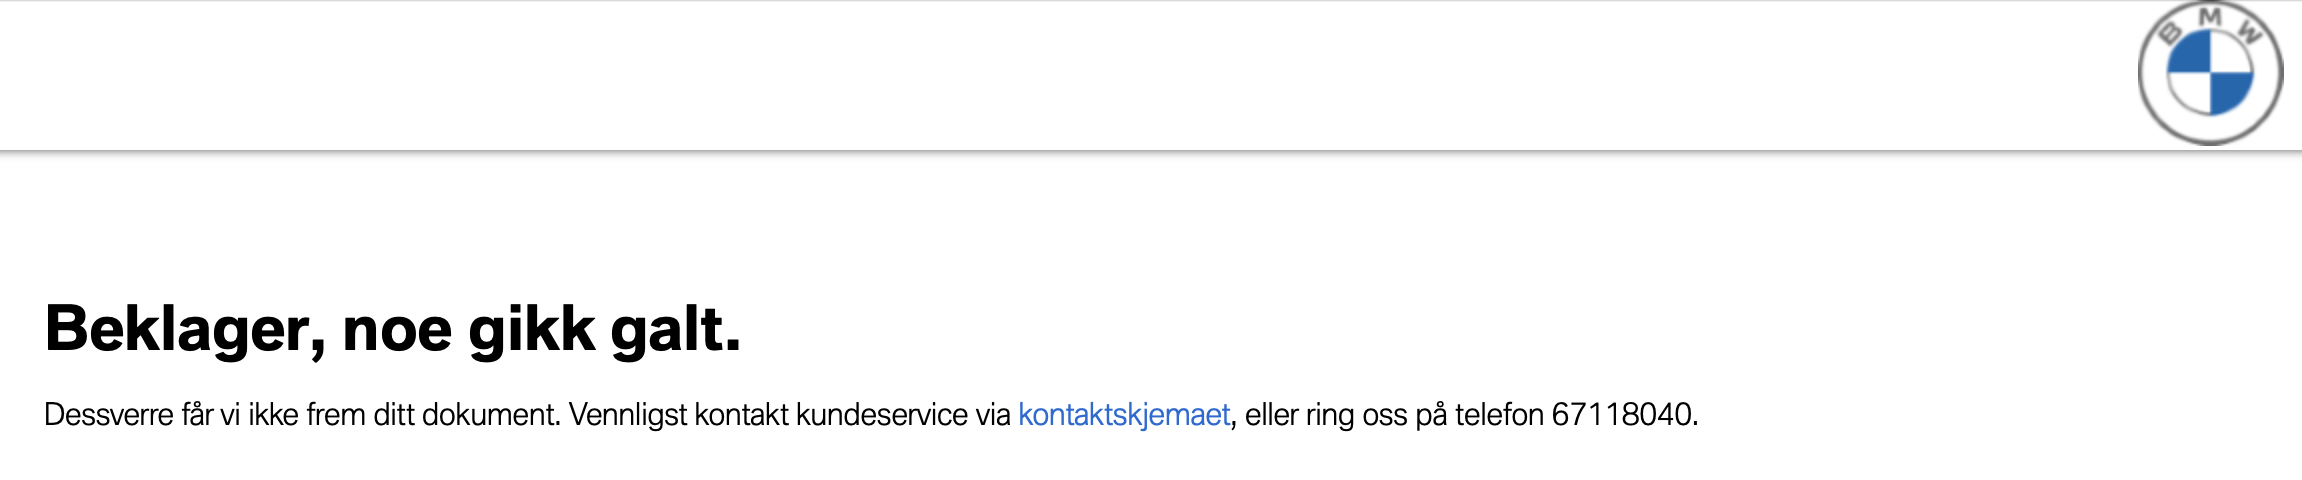 BMW
Beklager, noe gikk galt.
Dessverre får vi ikke frem ditt dokument. Vennligst kontakt kundeservice via kontaktskjemaet, eller ring oss på telefon 67118040.